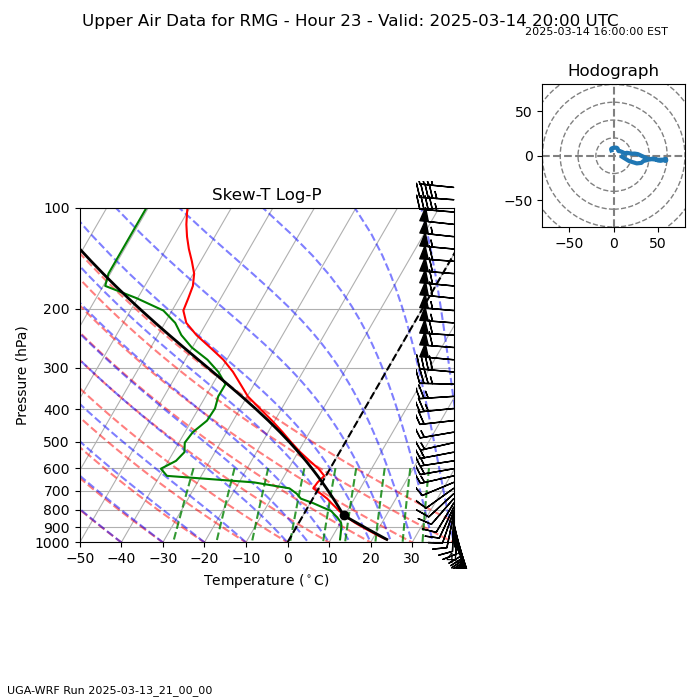 Upper Air Data for RMG - Hour 23 - Valid: 2025-03-14 20:00 UTC
2025-03-14 16:00:00 EST
Hodograph
50
0
−50
−50 0 50
Skew-T Log-P
100
200
300
400
500
600
700
800
900
1000
Pressure (hPa)
−50 −40 −30 −20 −10 0 10 20 30
Temperature (°C)
UGA-WRF Run 2025-03-13_21_00_00